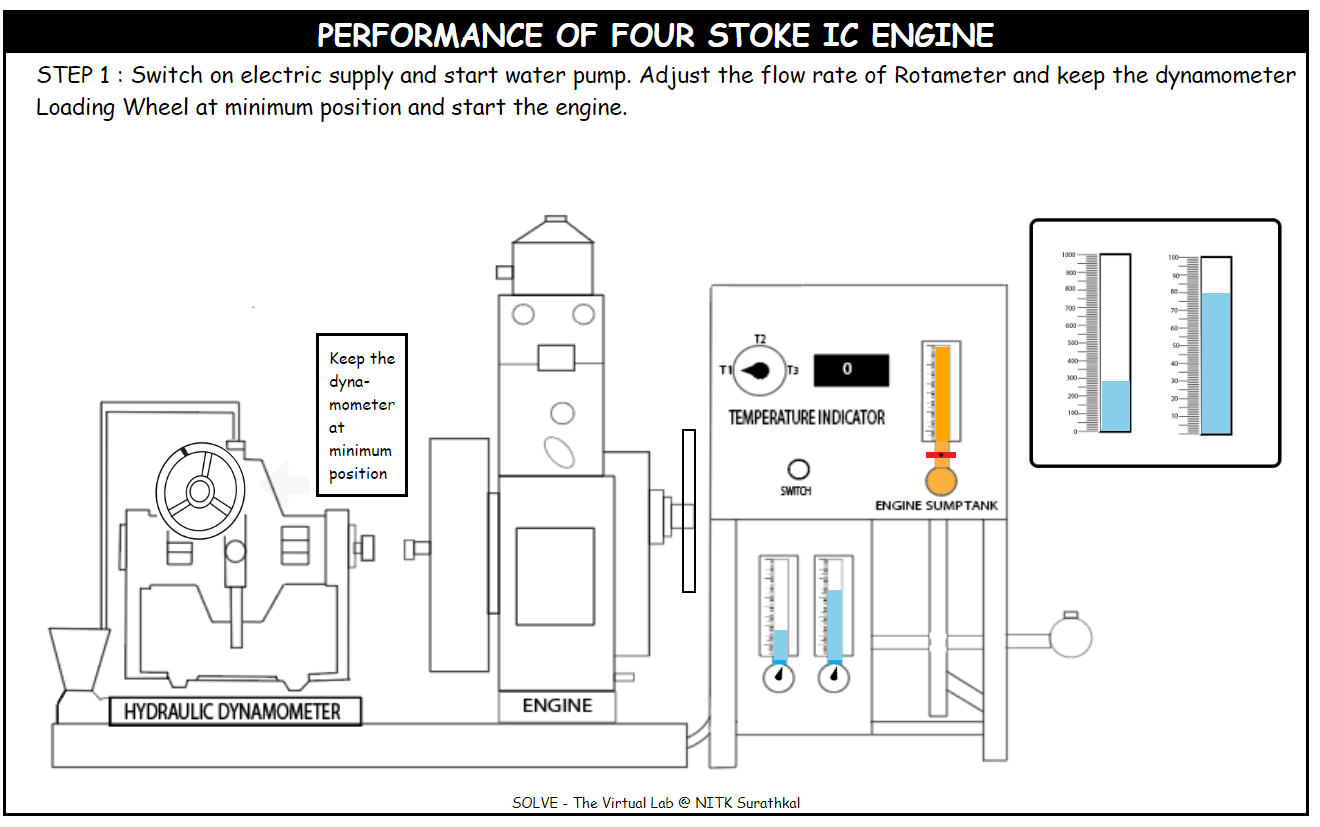 PERFORMANCE OF FOUR STOKE IC ENGINE
STEP 1 : Switch on electric supply and start water pump. Adjust the flow rate of Rotameter and keep the dynamometer
Loading Wheel at minimum position and start the engine.
Keep the
dyna-
mometer
at
minimum
position
T2
T1
T3
0
TEMPERATURE INDICATOR
SWITCH
ENGINE SUMPTANK
1000
900
800
700
600
500
400
300
200
100
0
100
90
80
70
60
50
40
30
20
10
HYDRAULIC DYNAMOMETER
ENGINE
SOLVE - The Virtual Lab @ NITK Surathkal